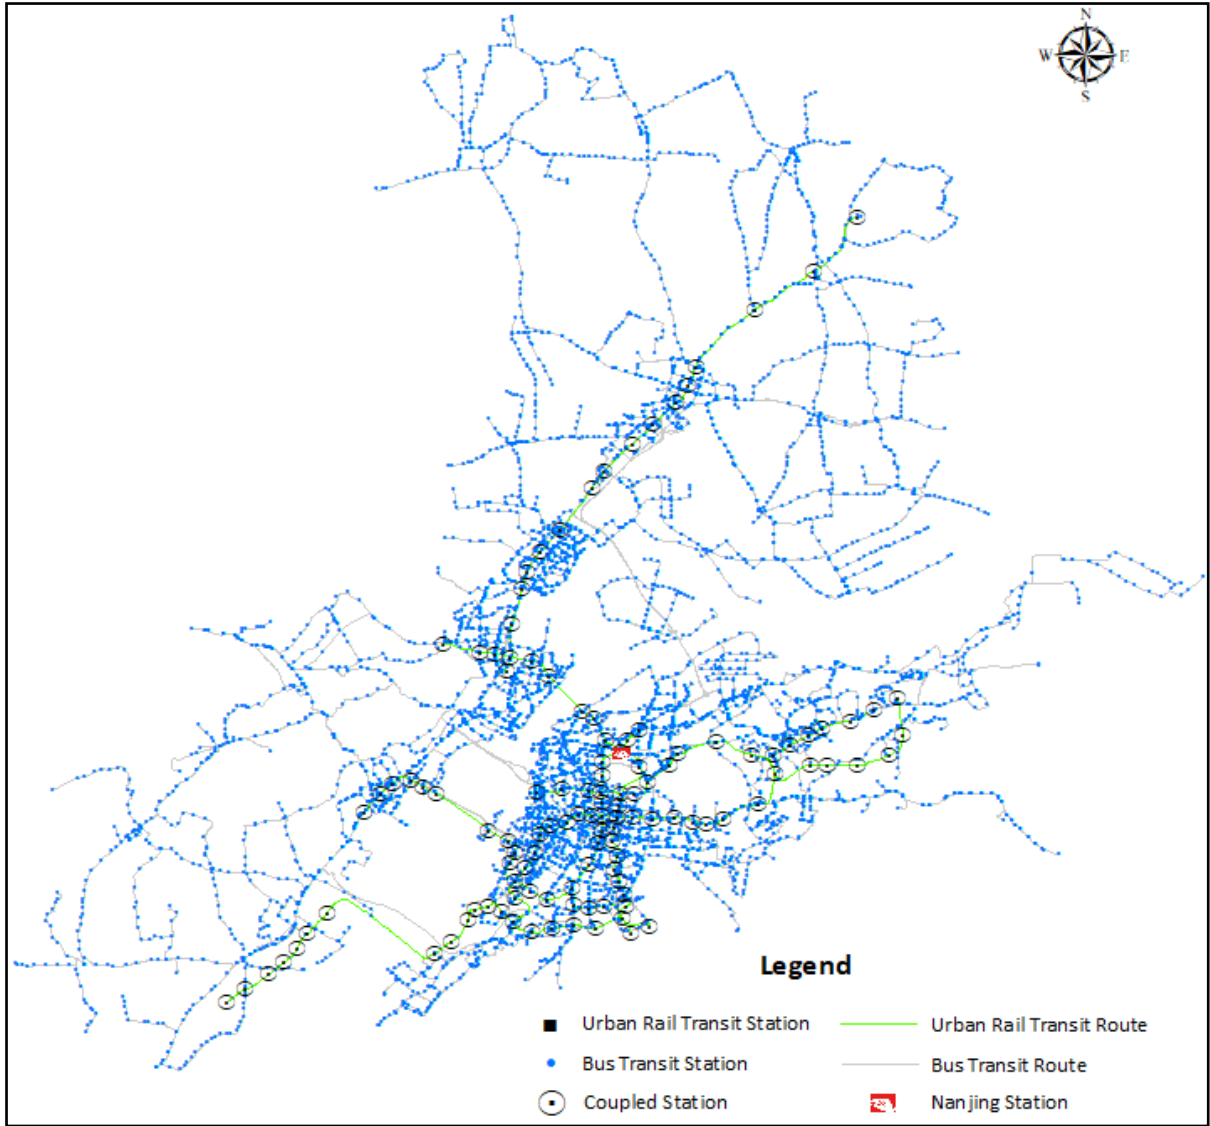 N
W E
S
Legend
Urban Rail Transit Station Urban Rail Transit Route
Bus Transit Station Bus Transit Route
Coupled Station Nanjing Station